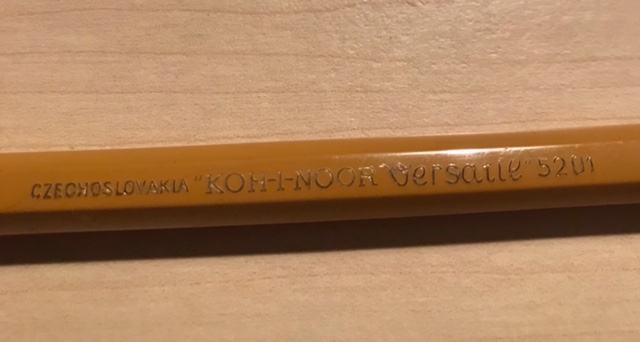 CZECHOSLOVAKIA "KOH-I-NOOR Versatil" 5201